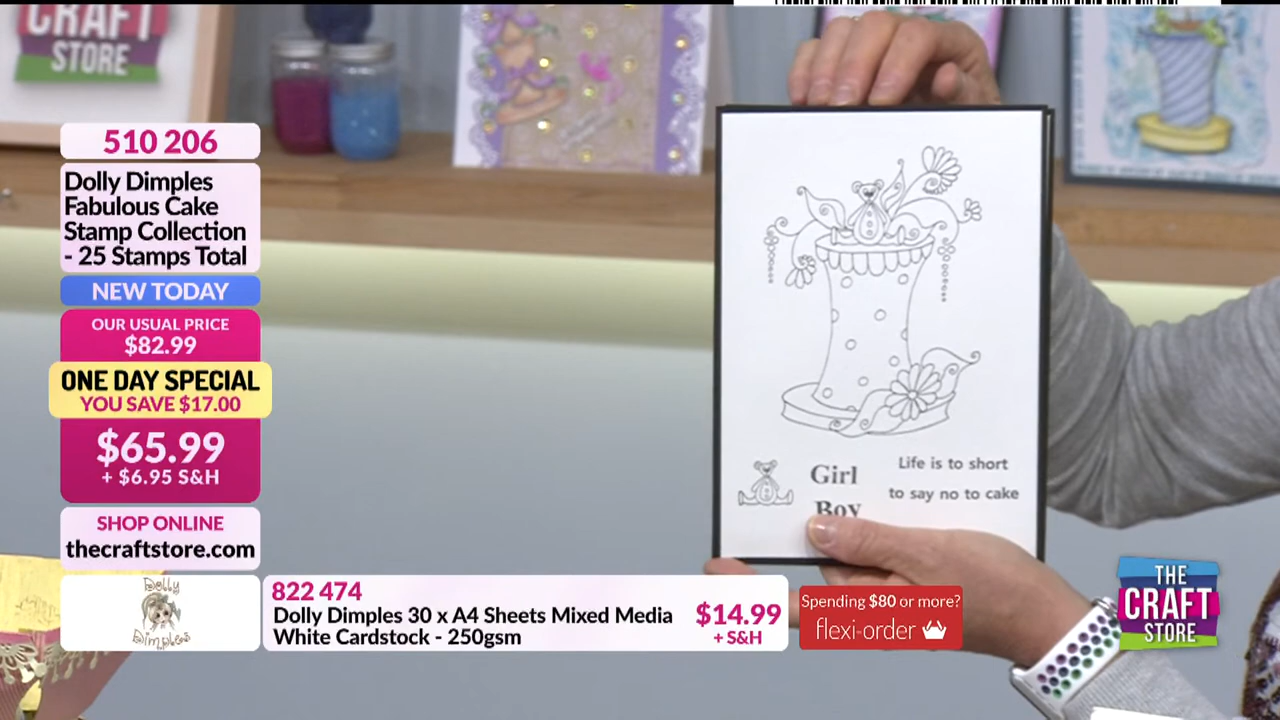 CRAFT
STORE
510 206
Dolly Dimples
Fabulous Cake
Stamp Collection
- 25 Stamps Total
NEW TODAY
OUR USUAL PRICE
$82.99
ONE DAY SPECIAL
YOU SAVE $17.00
$65.99
+ $6.95 S&H
SHOP ONLINE
thecraftstore.com
Girl
Boy
Life is to short
to say no to cake
Dolly
Dimples
822 474
Dolly Dimples 30 x A4 Sheets Mixed Media
White Cardstock - 250gsm
$14.99
+ S&H
Spending $80 or more?
flexi-order
THE
CRAFT
STORE